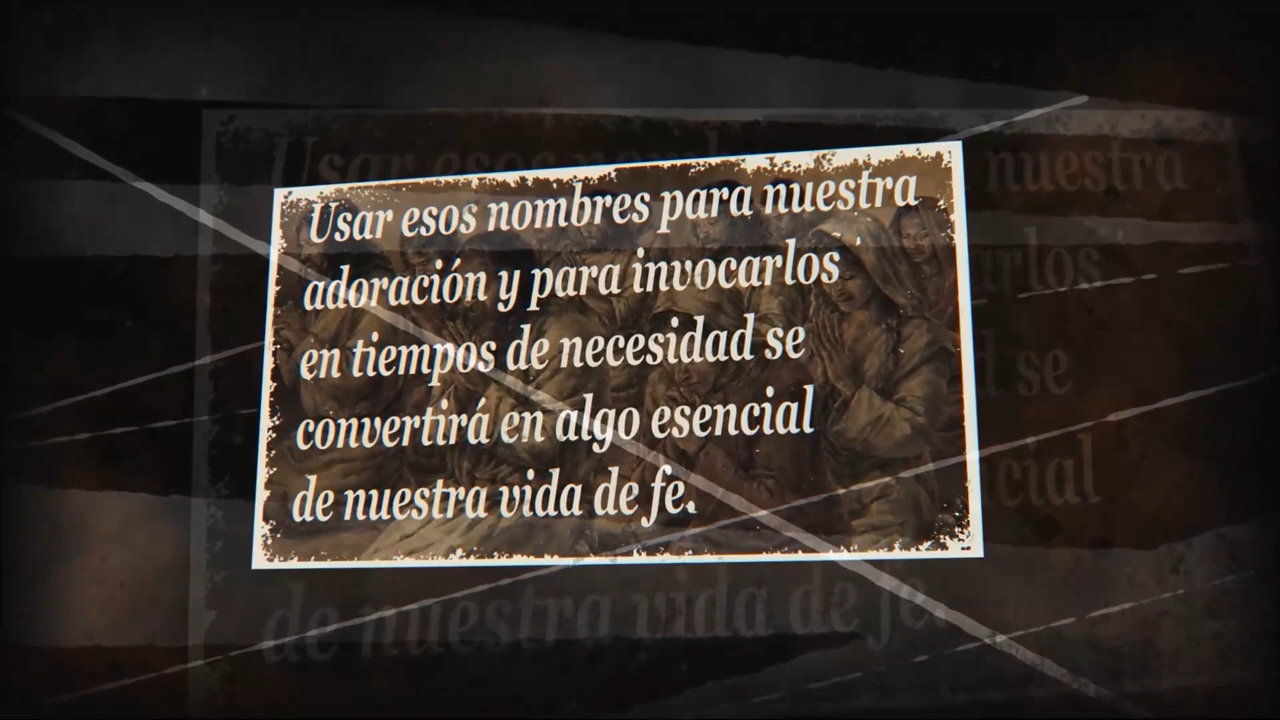 Usar esos nombres para nuestra
adoración y para invocarlos
en tiempos de necesidad se
convertirá en algo esencial
de nuestra vida de fe.